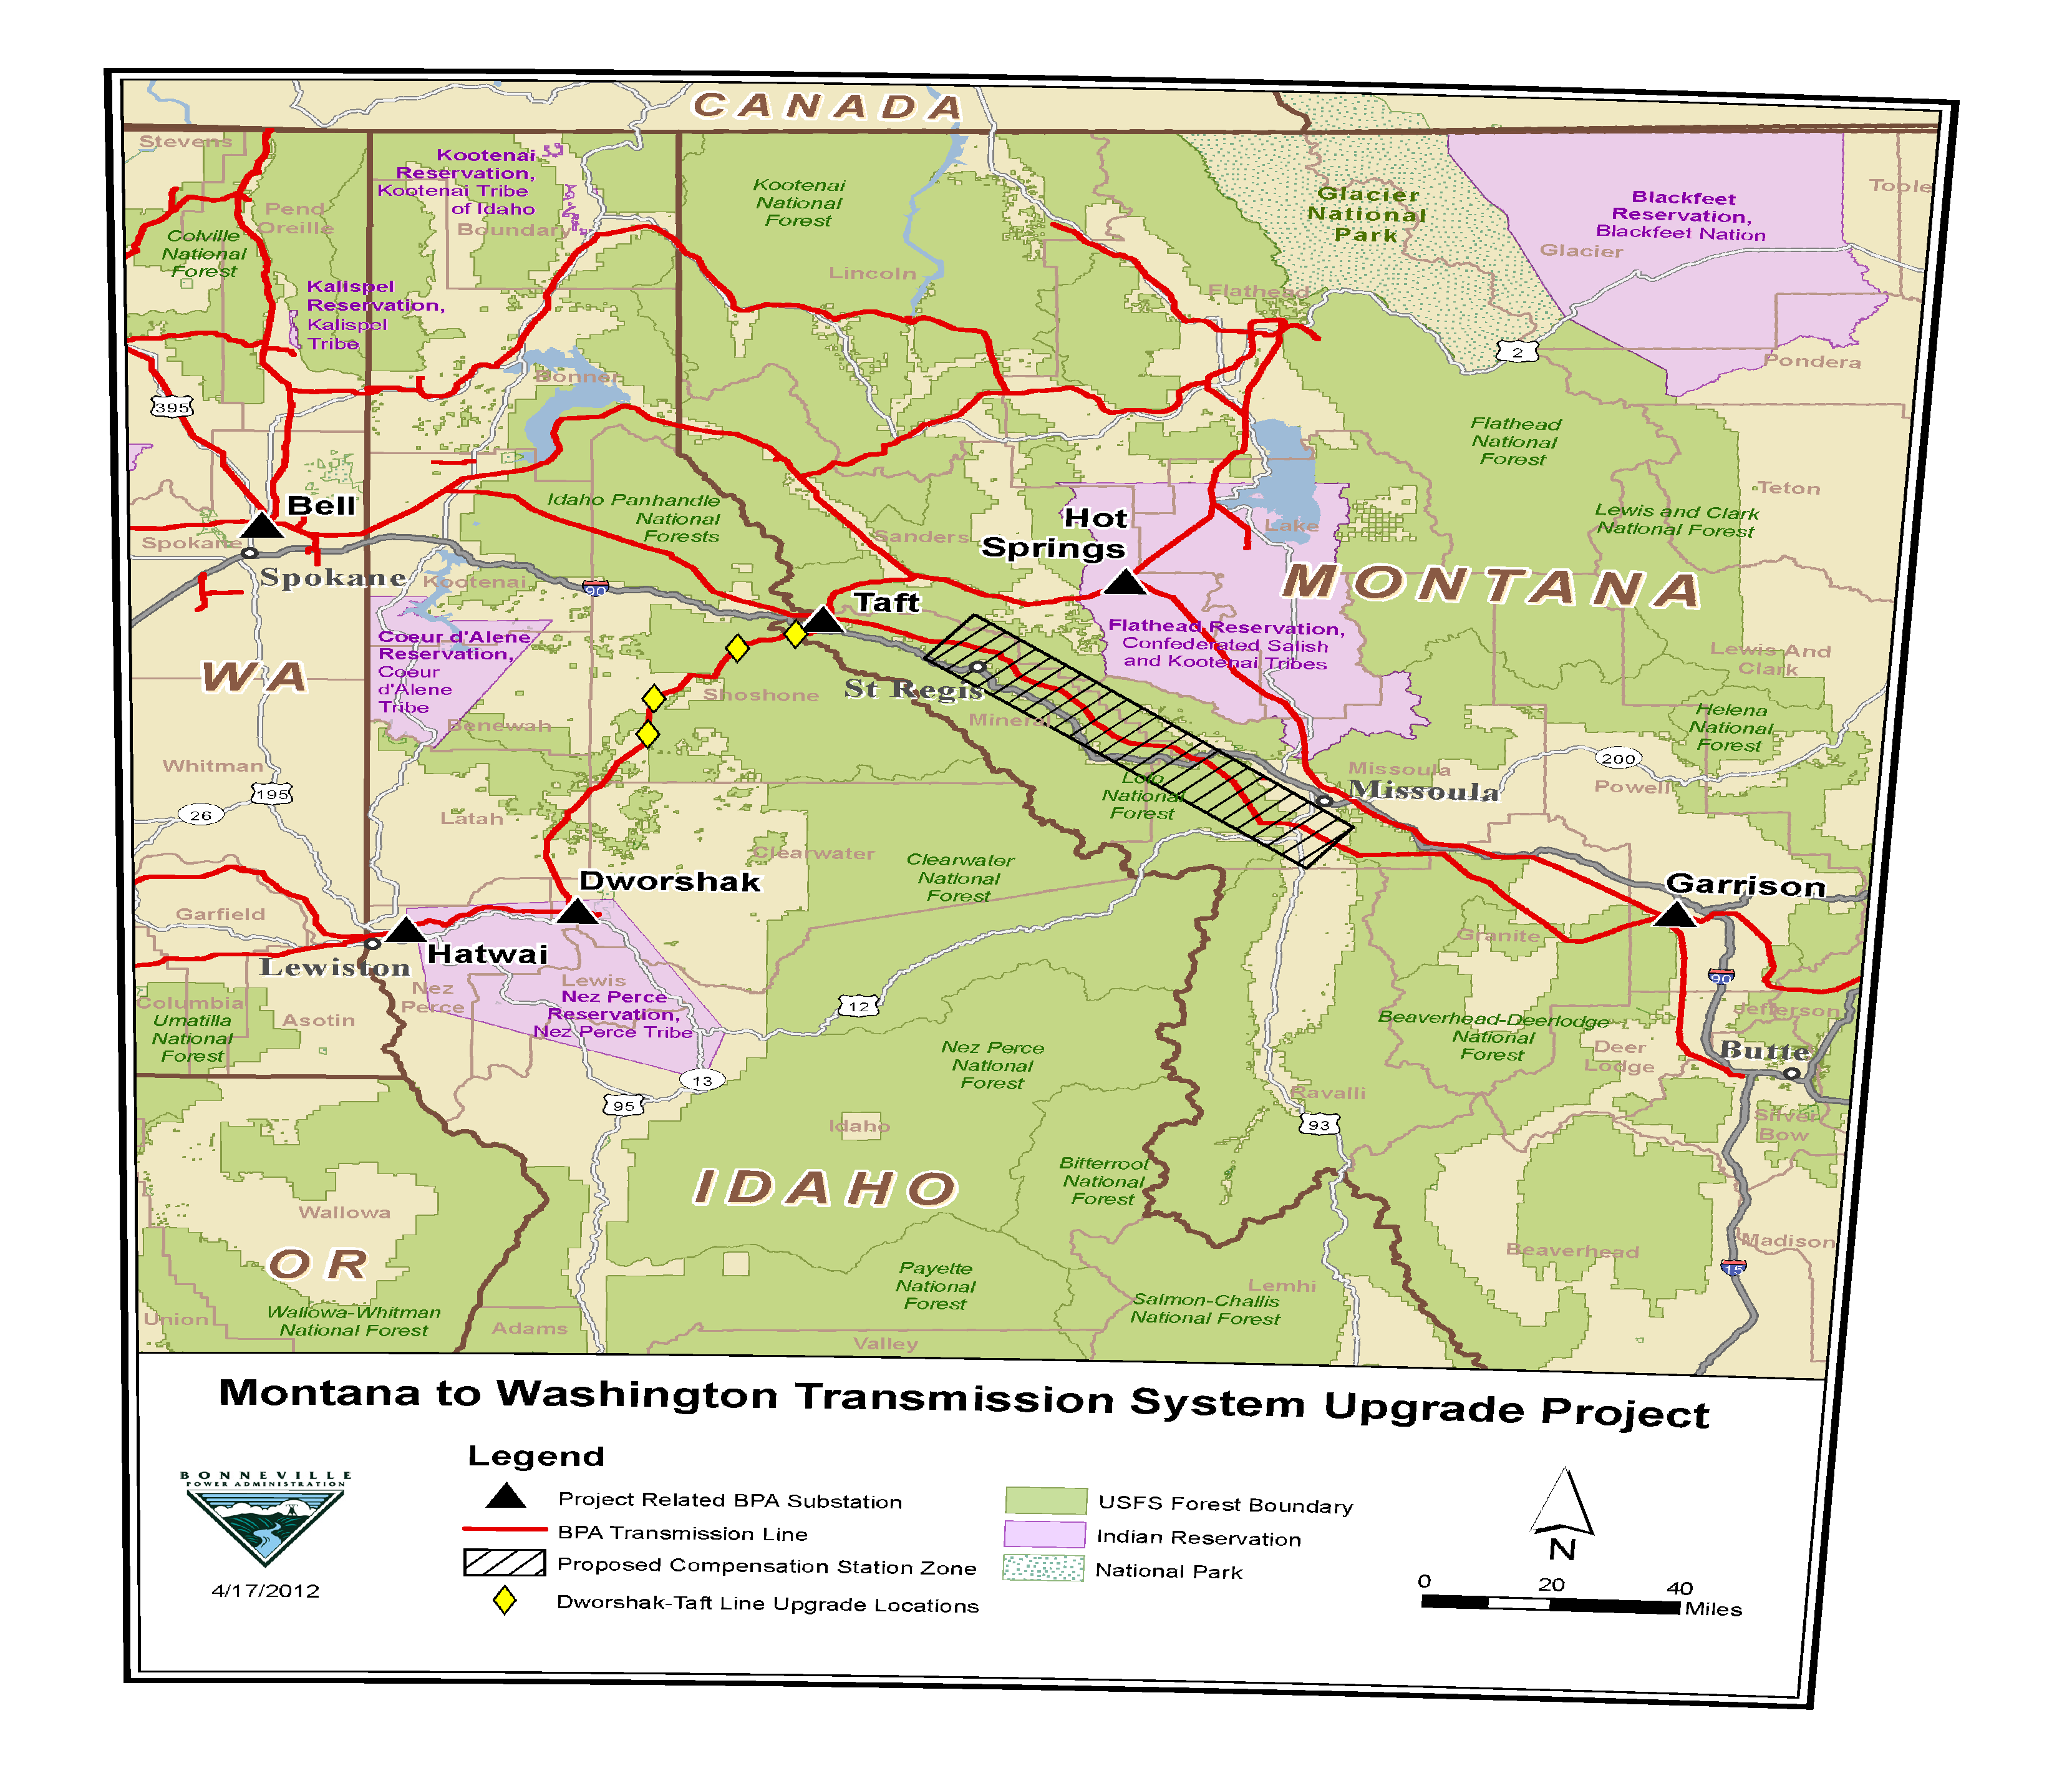 CANADA
Stevens
Kootenai
Reservation,
Kootenai Tribe
of Idaho
Boundary
Pend
Oreille
Colville
National
Forest
Kalispel
Reservation,
Kalispel
Tribe
Kootenai
National
Forest
Lincoln
Flathead
Glacier
National
Park
Blackfeet
Reservation,
Blackfeet Nation
Glacier
Toole
2
Pondera
395
Bonner
Flathead
National
Forest
Teton
Lewis and Clark
National Forest
Bell
Idaho Panhandle
National
Forests
Hot
Springs
Sanders
Lake
Spokane
Spokane
Kootenai
90
Taft
MONTANA
WA
Coeur d'Alene
Reservation,
Coeur
d'Alene
Tribe
Benewah
Shoshone
St Regis
Mineral
Flathead Reservation,
Confederated Salish
and Kootenai Tribes
Lewis And
Clark
Helena
National
Forest
Whitman
195
26
Latah
Lolo
National
Forest
Missoula
Missoula
200
Powell
Clearwater
Clearwater
National
Forest
Dworshak
Garrison
Garfield
Hatwai
Lewiston
Granite
90
Nez
Perce
Lewis
Nez Perce
Reservation,
Nez Perce Tribe
12
Columbia
Umatilla
National
Forest
Asotin
Jefferson
Beaverhead-Deerlodge
National
Forest
Deer
Lodge
Butte
Nez Perce
National
Forest
13
95
Idaho
Ravalli
93
Silver
Bow
IDAHO
Bitterroot
National
Forest
Wallowa
OR
Beaverhead
Madison
15
Payette
National
Forest
Lemhi
Salmon-Challis
National Forest
Union
Wallowa-Whitman
National Forest
Adams
Valley
Montana to Washington Transmission System Upgrade Project
Legend
BONNEVILLE
POWER ADMINISTRATION
4/17/2012
Project Related BPA Substation
BPA Transmission Line
Proposed Compensation Station Zone
Dworshak-Taft Line Upgrade Locations
USFS Forest Boundary
Indian Reservation
National Park
N
0 20 40
Miles